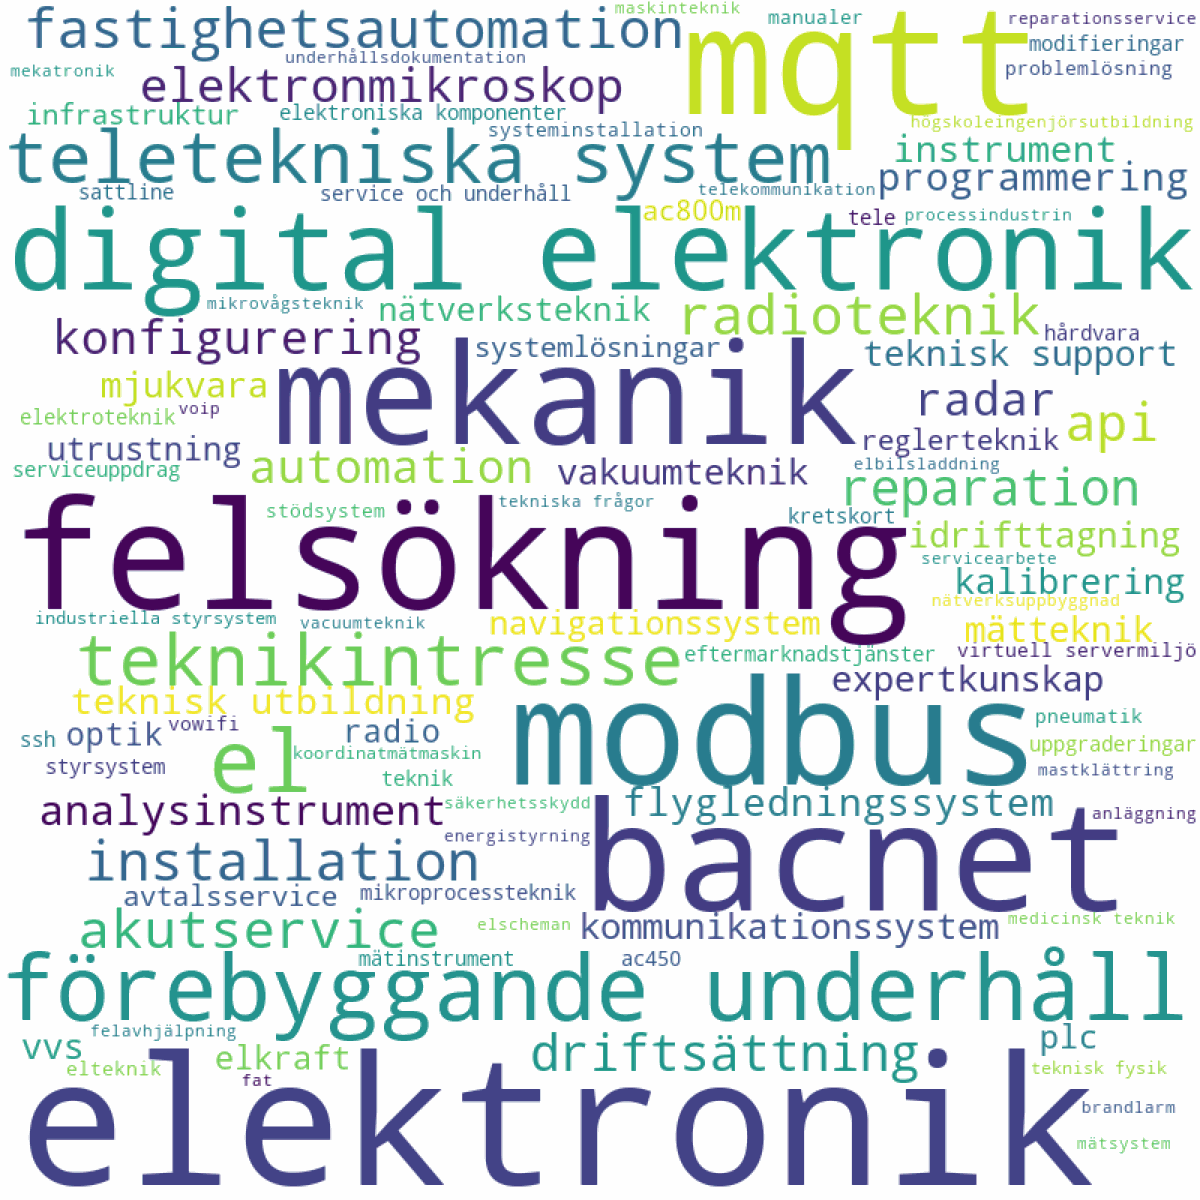 maskinteknik
fastighetsautomation
mqtt
manualer
reparationsservice
modifieringar
underhållsdokumentation
mekatronik
elektronmikroskop
problemlösning
infrastruktur
elektroniska komponenter
systeminstallation
högskoleingenjörsutbildning
teletekniska system
instrument
programmering
sattline
service och underhåll
telekommunikation
ac800m
tele
processindustrin
digital elektronik
mikrovågsteknik
nätverksteknik
radioteknik
konfigurering
systemlösningar
hårdvara
teknisk support
mekanik
mjukvara
radar
api
elektroteknik
voip
utrustning
reglerteknik
serviceuppdrag
automation
vakuumteknik
elbilsladdning
reparation
tekniska frågor
stödsystem
kretskort
felsökning
idrifttagning
servicearbete
kalibrering
nätverksuppbyggnad
industriella styrsystem
vacuumteknik
navigationssystem
mätteknik
teknikintresse
eftermarknadstjänster
virtuell servermiljö
expertkunskap
teknisk utbildning
modbus
pneumatik
ssh
optik
vowifi
radio
el
koordinatmätmaskin
uppgraderingar
styrsystem
teknik
mastklättring
analysinstrument
säkerhetsskydd
flygledningssystem
anläggning
bacnet
energistyrning
installation
avtalsservice
mikroprocessteknik
akutservice
elscheman
kommunikationssystem
medicinsk teknik
mätinstrument
ac450
förebyggande underhåll
felavhjälpning
vvs
elteknik
elkraft
driftsättning
plc
teknisk fysik
fat
elektronik
brandlarm
mätsystem